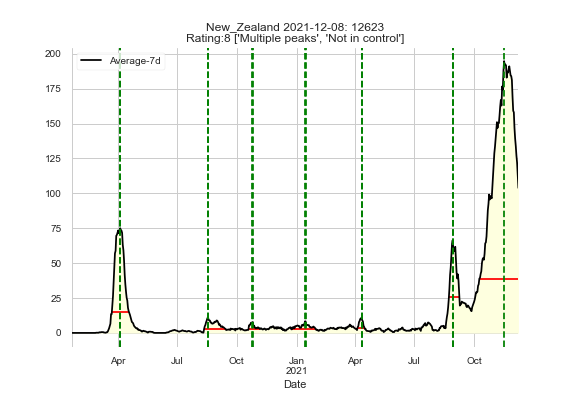 New_Zealand 2021-12-08: 12623
Rating:8 ['Multiple peaks', 'Not in control']
Average-7d
200
175
150
125
100
75
50
25
0
Apr
Jul
Oct
Jan
2021
Apr
Jul
Oct
Date